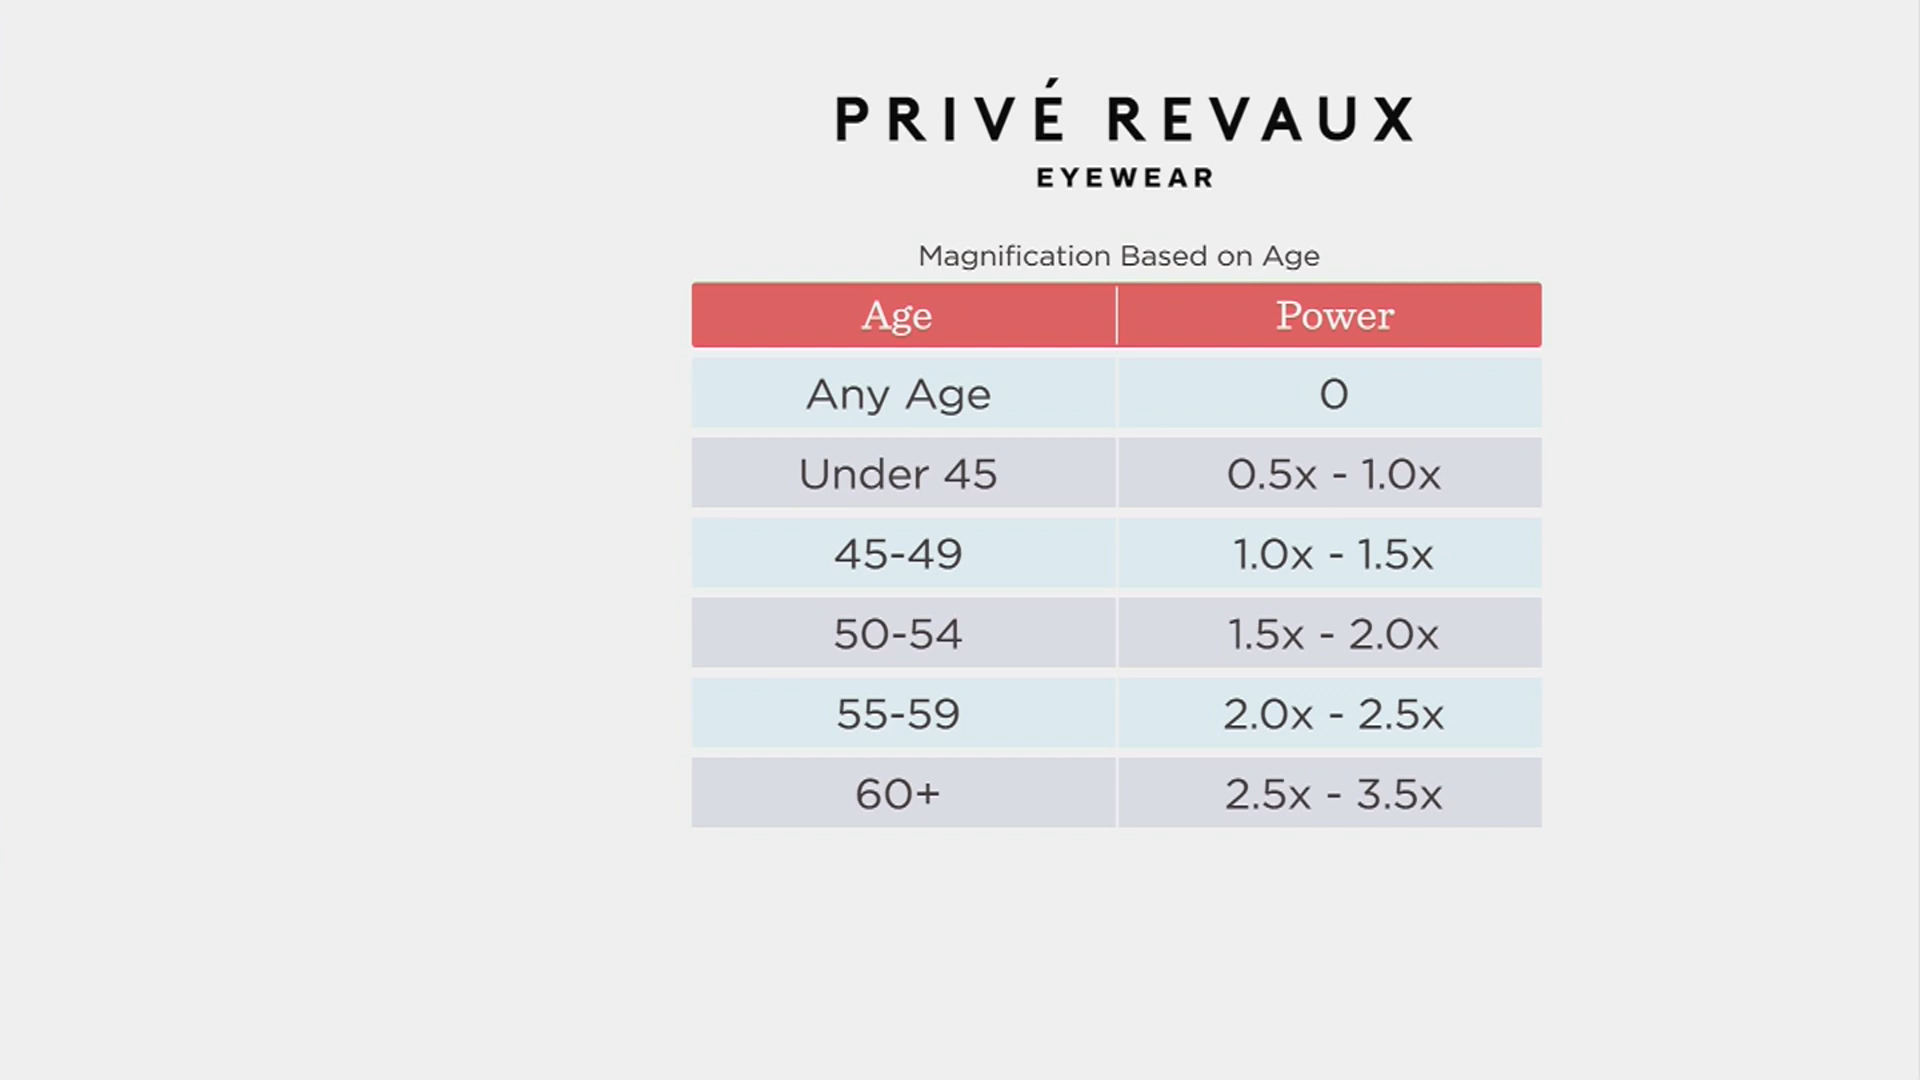 PRIVÉ REVAUX
EYEWEAR
Magnification Based on Age
Age Power
Any Age 0
Under 45 0.5x - 1.0x
45-49 1.0x - 1.5x
50-54 1.5x - 2.0x
55-59 2.0x - 2.5x
60+ 2.5x - 3.5x